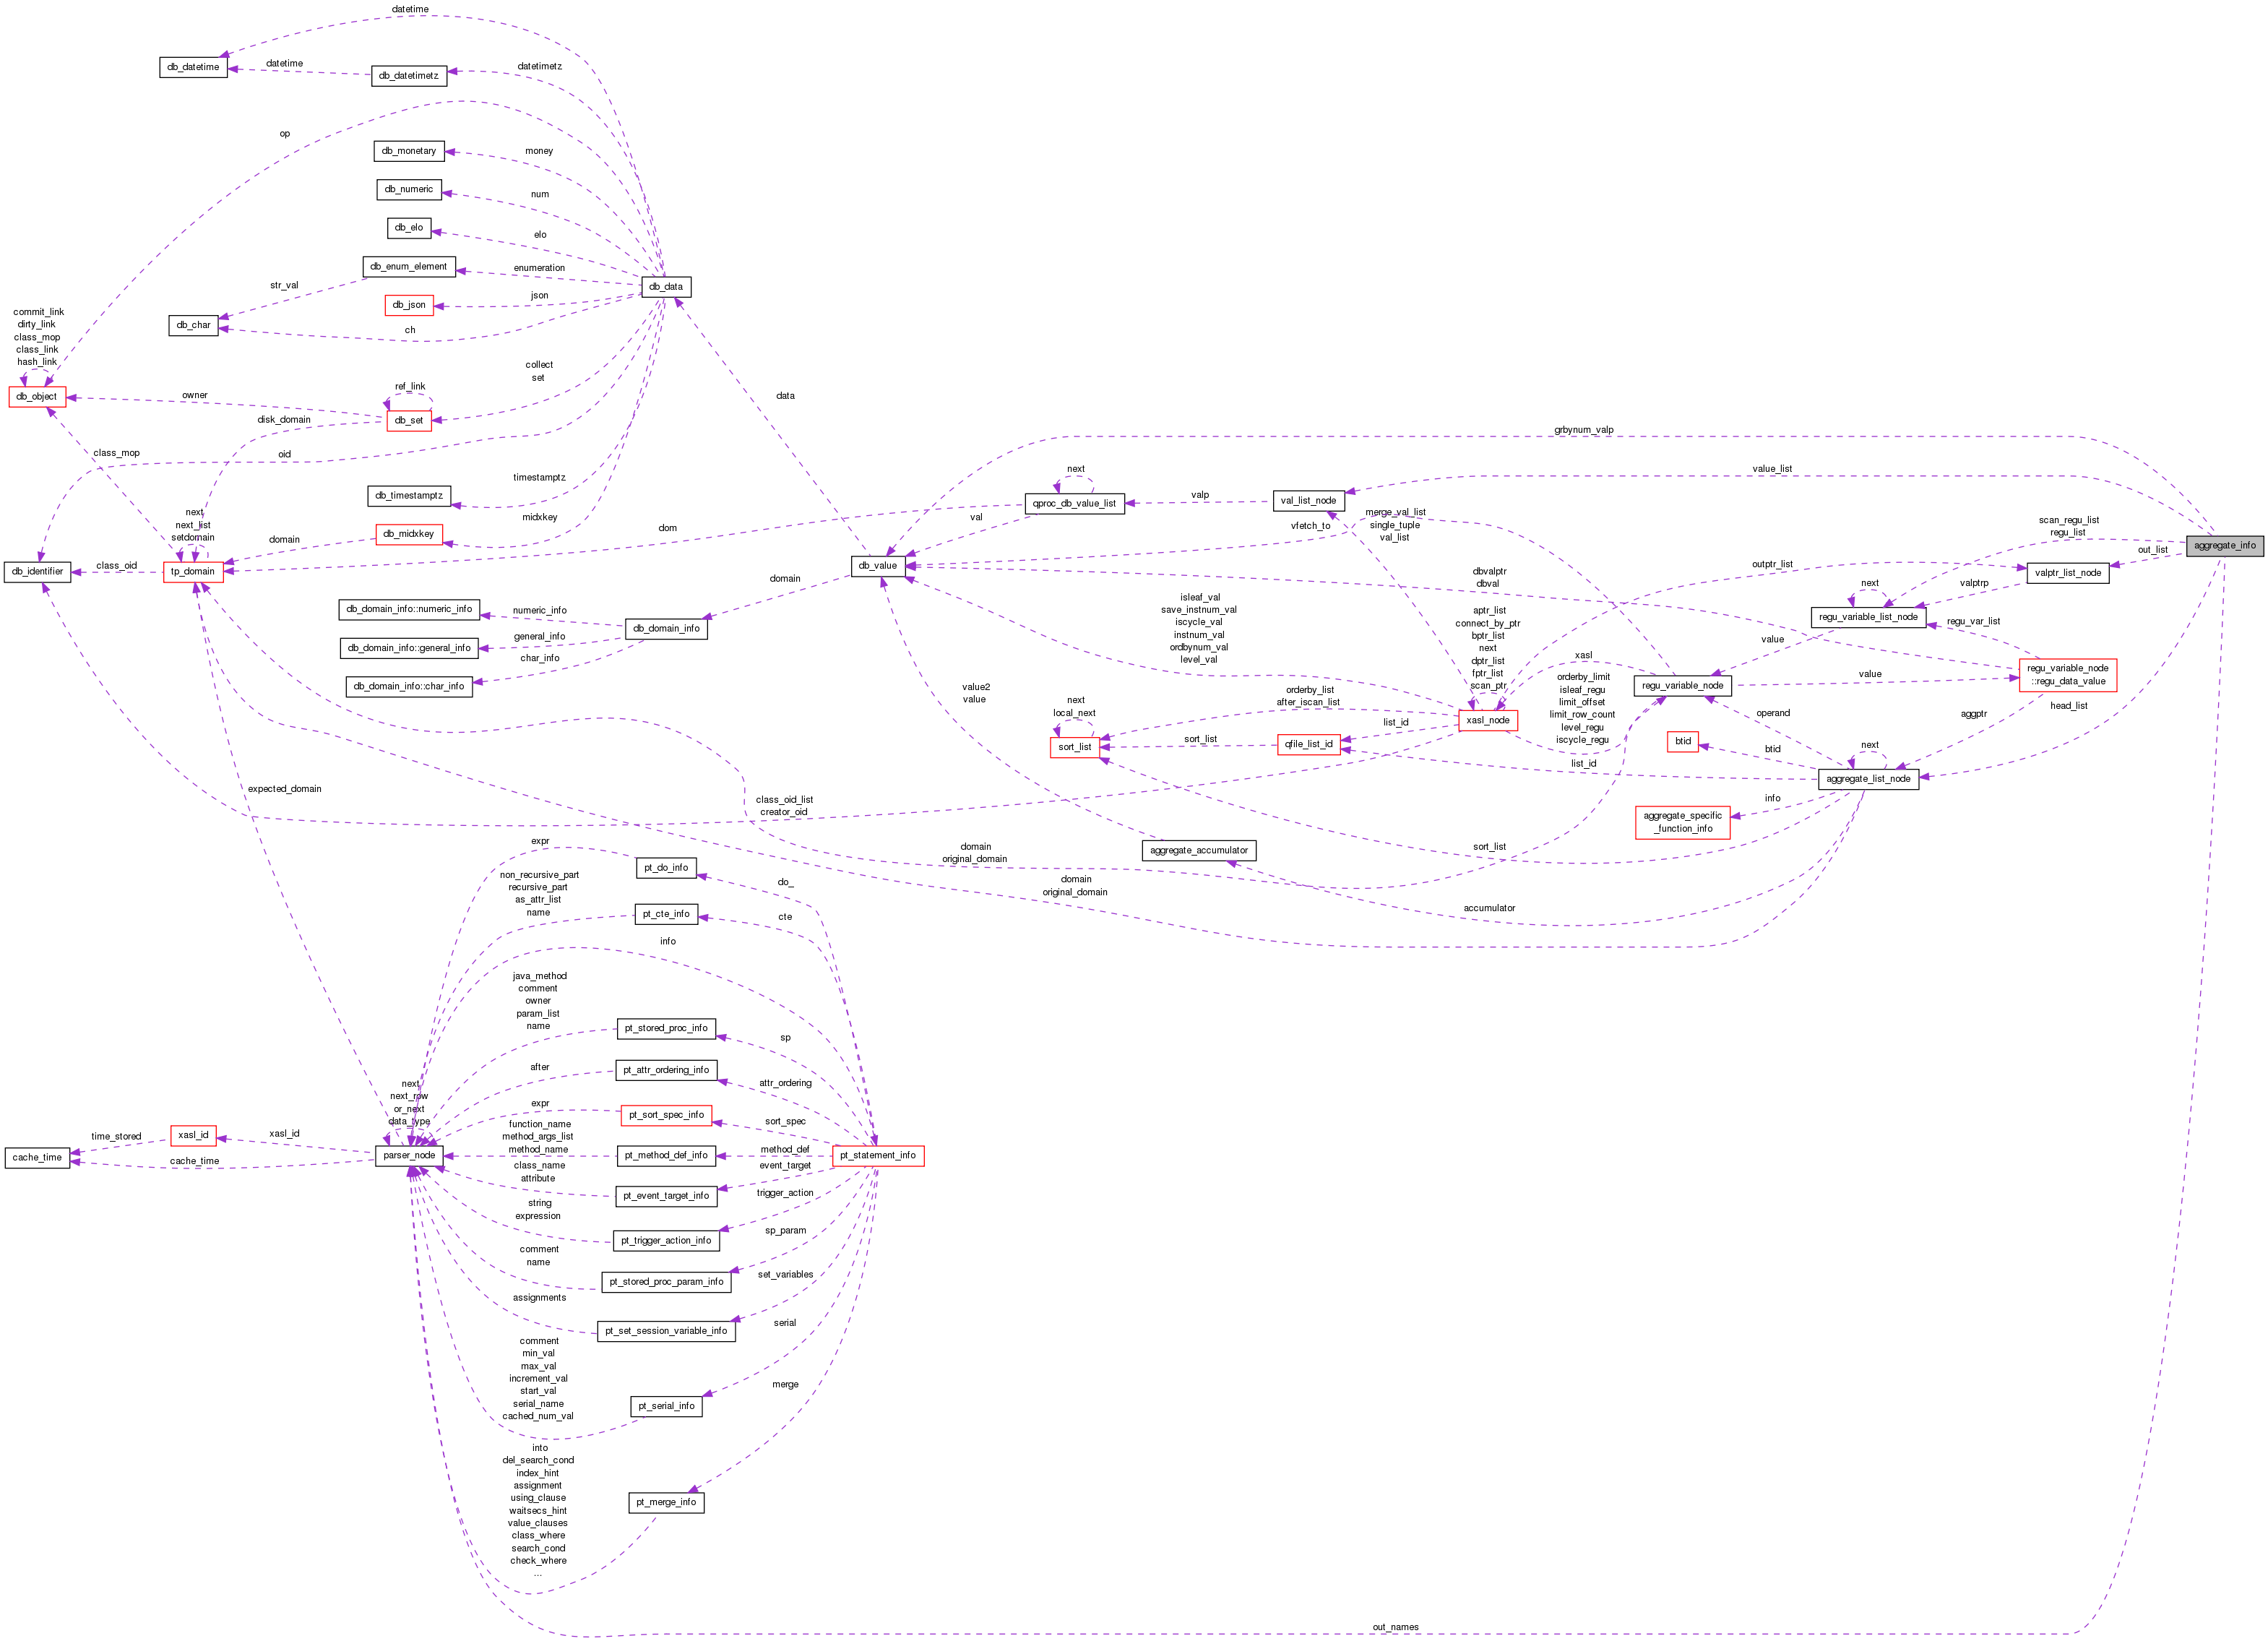 datetime
db_datetime
datetime
db_datetimetz
datetimetz
op
db_monetary
money
db_numeric
num
db_elo
elo
db_enum_element
enumeration
db_data
str_val
db_json
json
db_char
ch
commit_link
dirty_link
class_mop
class_link
hash_link
db_object
owner
ref_link
db_set
collect
set
data
disk_domain
class_mop
oid
grbynum_valp
db_timestamptz
timestamptz
next
qproc_db_value_list
valp
val_list_node
value_list
next
next_list
setdomain
db_midxkey
midxkey
domain
dom
val
vfetch_to
merge_val_list
single_tuple
val_list
scan_regu_list
regu_list
aggregate_info
out_list
db_identifier
class_oid
tp_domain
db_value
domain
outptr_list
valptr_list_node
dbvalptr
dbval
next
valptrp
db_domain_info::numeric_info
numeric_info
db_domain_info
db_domain_info::general_info
general_info
db_domain_info::char_info
char_info
isleaf_val
save_instnum_val
iscycle_val
instnum_val
ordbynum_val
level_val
aptr_list
connect_by_ptr
bptr_list
next
dptr_list
fptr_list
scan_ptr
regu_variable_list_node
regu_var_list
value
xasl
regu_variable_node
value
regu_variable_node
::regu_data_value
value2
value
orderby_list
after_iscan_list
xasl_node
orderby_limit
isleaf_regu
limit_offset
limit_row_count
level_regu
iscycle_regu
next
local_next
sort_list
sort_list
qfile_list_id
list_id
operand
aggptr
head_list
btid
btid
next
list_id
aggregate_list_node
expected_domain
class_oid_list
creator_oid
info
aggregate_specific
_function_info
sort_list
aggregate_accumulator
domain
original_domain
domain
original_domain
accumulator
expr
pt_do_info
do_
non_recursive_part
recursive_part
as_attr_list
name
pt_cte_info
cte
info
java_method
comment
owner
param_list
name
pt_stored_proc_info
sp
after
pt_attr_ordering_info
attr_ordering
next
next_row
or_next
data_type
expr
pt_sort_spec_info
sort_spec
cache_time
time_stored
xasl_id
xasl_id
cache_time
parser_node
function_name
method_args_list
method_name
pt_method_def_info
method_def
pt_statement_info
class_name
attribute
pt_event_target_info
event_target
string
expression
pt_trigger_action_info
trigger_action
comment
name
pt_stored_proc_param_info
sp_param
assignments
pt_set_session_variable_info
set_variables
comment
min_val
max_val
increment_val
start_val
serial_name
cached_num_val
pt_serial_info
serial
into
del_search_cond
index_hint
assignment
using_clause
waitsecs_hint
value_clauses
class_where
search_cond
check_where
...
pt_merge_info
merge
out_names